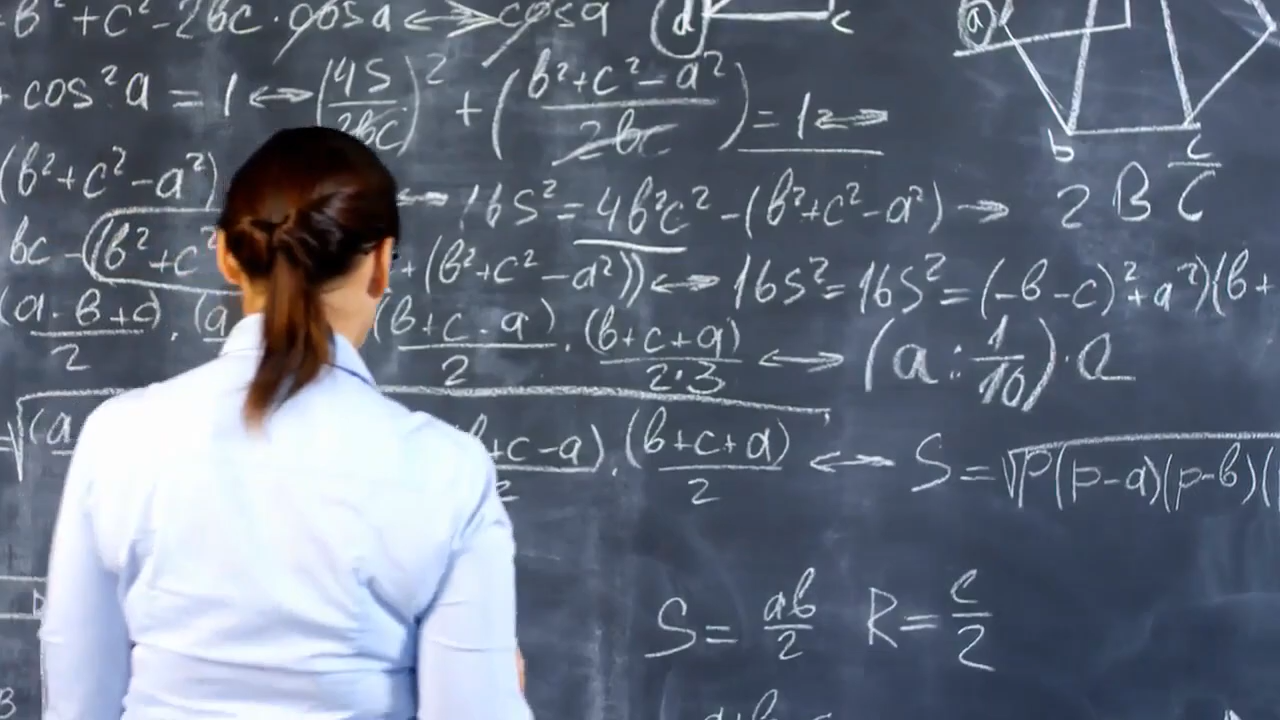 b² + c² - 2bc · cos a ⟷ cos a
d c
a
+ cos² a = 1 ⟷ (4S/2bc)² + (b²+c²-a²/2bc) = 1 ⟷
b c
(b²+c²-a²) ← 16S² = 4b²c² - (b²+c²-a²) → 2 B C
bc - (b²+c² + (b²+c²-a²)) ⟷ 16S² = 16S² = (-b-c)² + a²)(b+
(a-b+c)/2 · (a (b+c-a)/2 · (b+c+a)/2·3 ⟷ (a : 1/10) · a
= √(a +c-a)/2 · (b+c+a)/2 ⟷ S = √p(p-a)(p-b)(
S = ab/2 R = c/2
B a+b c